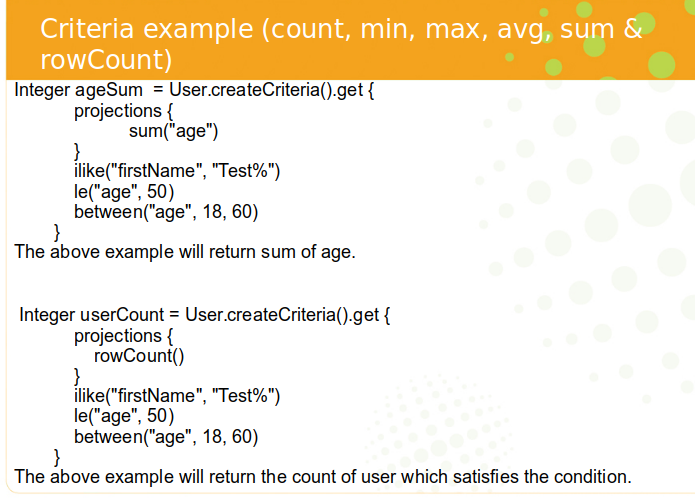 Criteria example (count, min, max, avg, sum &
rowCount)
Integer ageSum  = User.createCriteria().get {
projections {
sum("age")
}
ilike("firstName", "Test%")
le("age", 50)
between("age", 18, 60)
}
The above example will return sum of age.
Integer userCount = User.createCriteria().get {
projections {
rowCount()
}
ilike("firstName", "Test%")
le("age", 50)
between("age", 18, 60)
}
The above example will return the count of user which satisfies the condition.